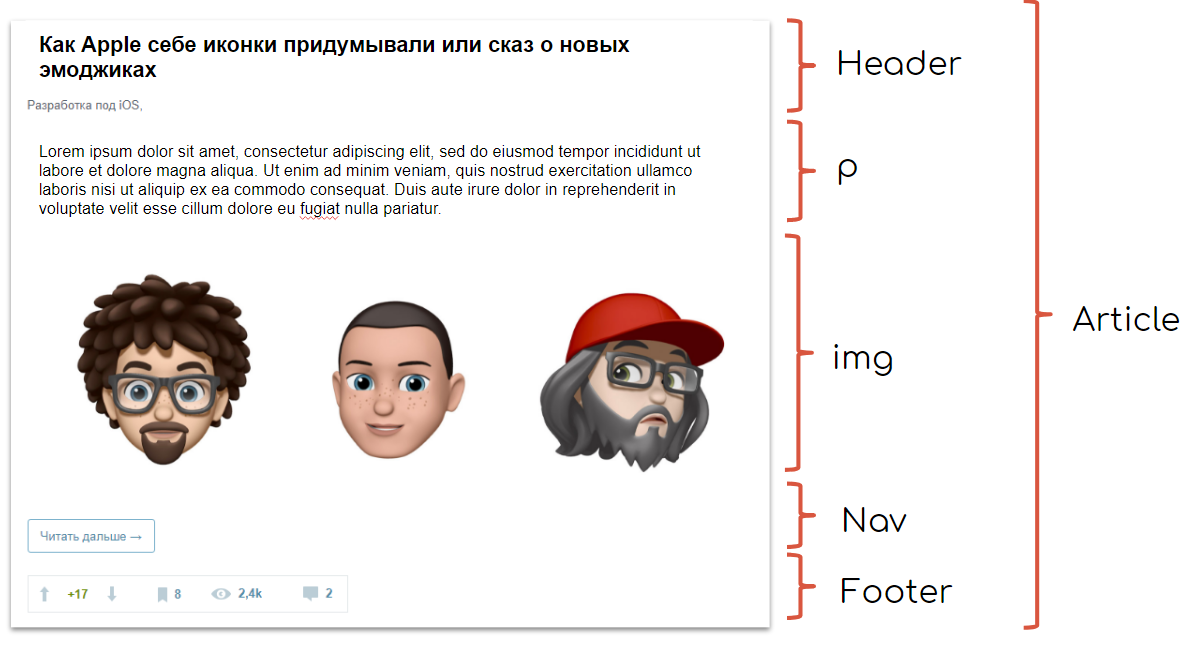 Как Apple себе иконки придумывали или сказ о новых
эмоджиках
Header
Разработка под iOS,
Lorem ipsum dolor sit amet, consectetur adipiscing elit, sed do eiusmod tempor incididunt ut
labore et dolore magna aliqua. Ut enim ad minim veniam, quis nostrud exercitation ullamco
laboris nisi ut aliquip ex ea commodo consequat. Duis aute irure dolor in reprehenderit in
voluptate velit esse cillum dolore eu fugiat nulla pariatur.
p
img
Article
Читать дальше →
Nav
+17 8 2,4k 2
Footer